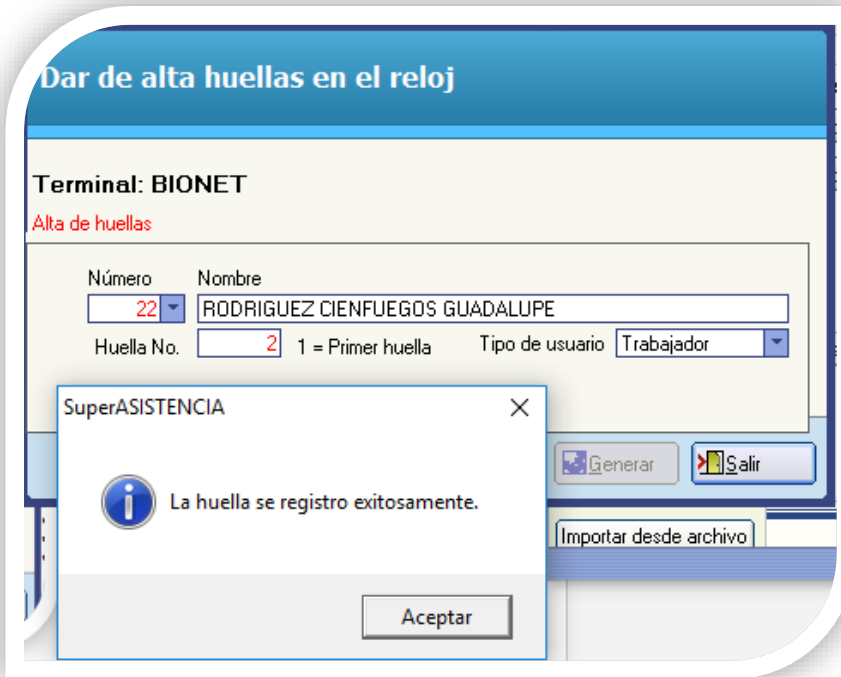 Dar de alta huellas en el reloj
Terminal: BIONET
Alta de huellas
Número Nombre
22 RODRIGUEZ CIENFUEGOS GUADALUPE
Huella No. 2 1 = Primer huella Tipo de usuario Trabajador
SuperASISTENCIA
La huella se registro exitosamente.
Aceptar
Generar Salir
Importar desde archivo